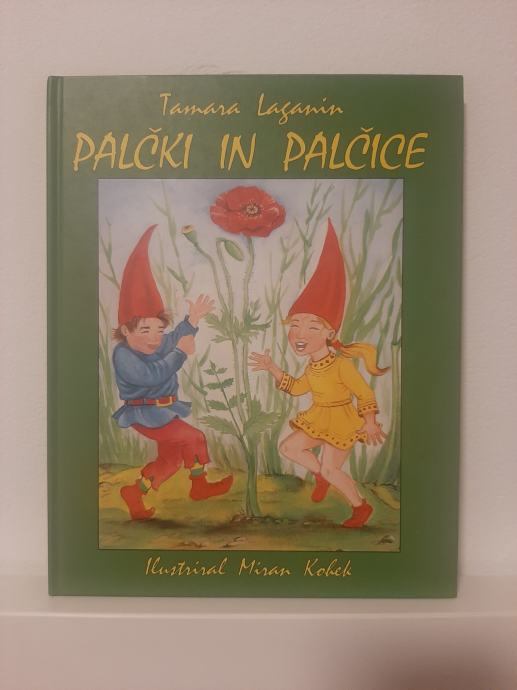 Tamara Laganin
PALČKI IN PALČICE
Ilustriral Miran Kohek